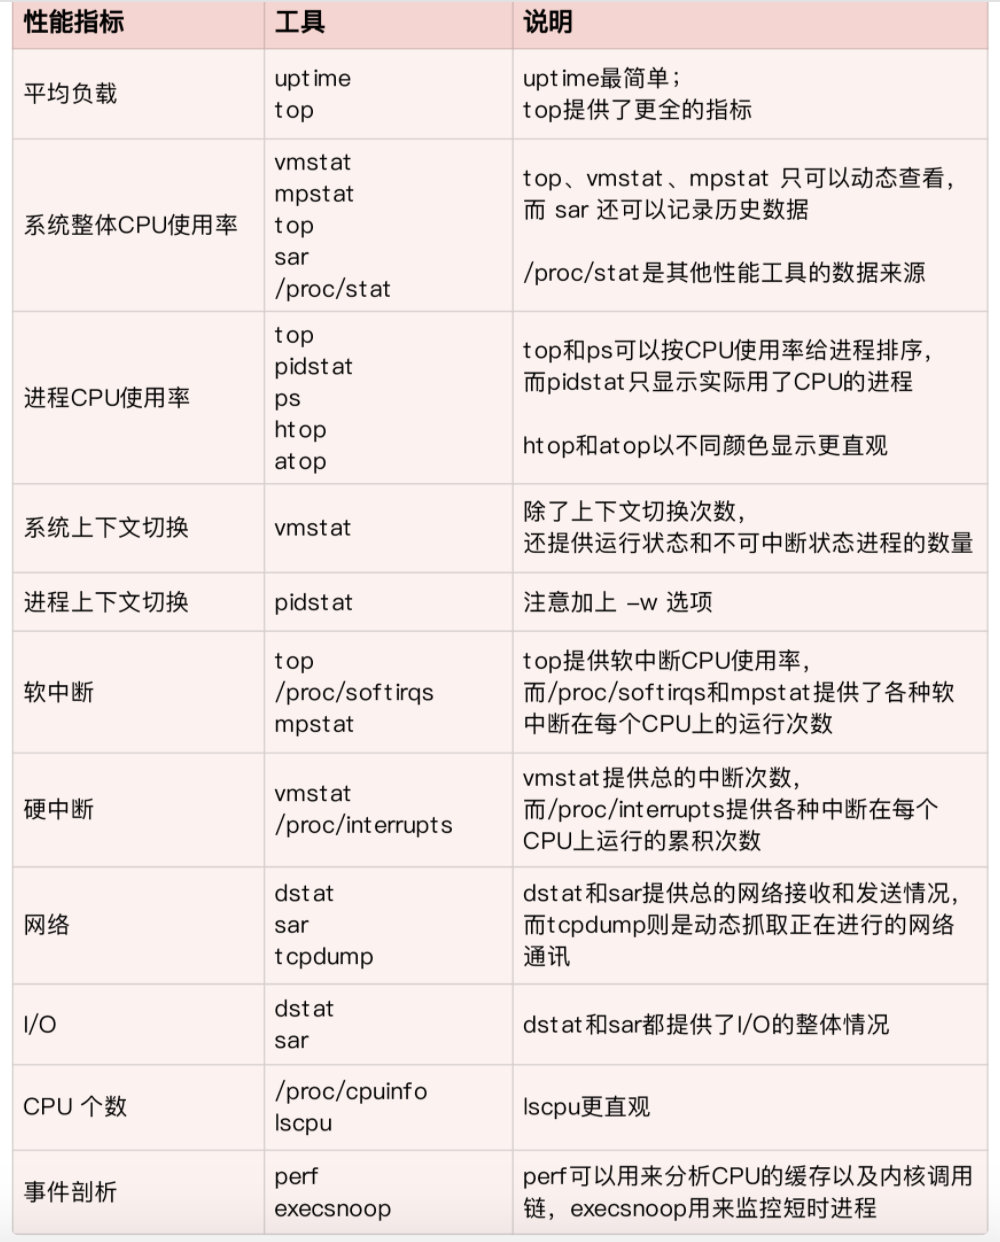 性能指标
工具
说明
平均负载
uptime
top
uptime最简单；
top提供了更全的指标
系统整体CPU使用率
vmstat
mpstat
top
sar
/proc/stat
top、vmstat、mpstat 只可以动态查看，
而 sar 还可以记录历史数据
/proc/stat是其他性能工具的数据来源
进程CPU使用率
top
pidstat
ps
htop
atop
top和ps可以按CPU使用率给进程排序，
而pidstat只显示实际用了CPU的进程
htop和atop以不同颜色显示更直观
系统上下文切换
vmstat
除了上下文切换次数，
还提供运行状态和不可中断状态进程的数量
进程上下文切换
pidstat
注意加上 –w 选项
软中断
top
/proc/softirqs
mpstat
top提供软中断CPU使用率，
而/proc/softirqs和mpstat提供了各种软
中断在每个CPU上的运行次数
硬中断
vmstat
/proc/interrupts
vmstat提供总的中断次数，
而/proc/interrupts提供各种中断在每个
CPU上运行的累积次数
网络
dstat
sar
tcpdump
dstat和sar提供总的网络接收和发送情况，
而tcpdump则是动态抓取正在进行的网络
通讯
I/O
dstat
sar
dstat和sar都提供了I/O的整体情况
CPU 个数
/proc/cpuinfo
lscpu
lscpu更直观
事件剖析
perf
execsnoop
perf可以用来分析CPU的缓存以及内核调用
链，execsnoop用来监控短时进程